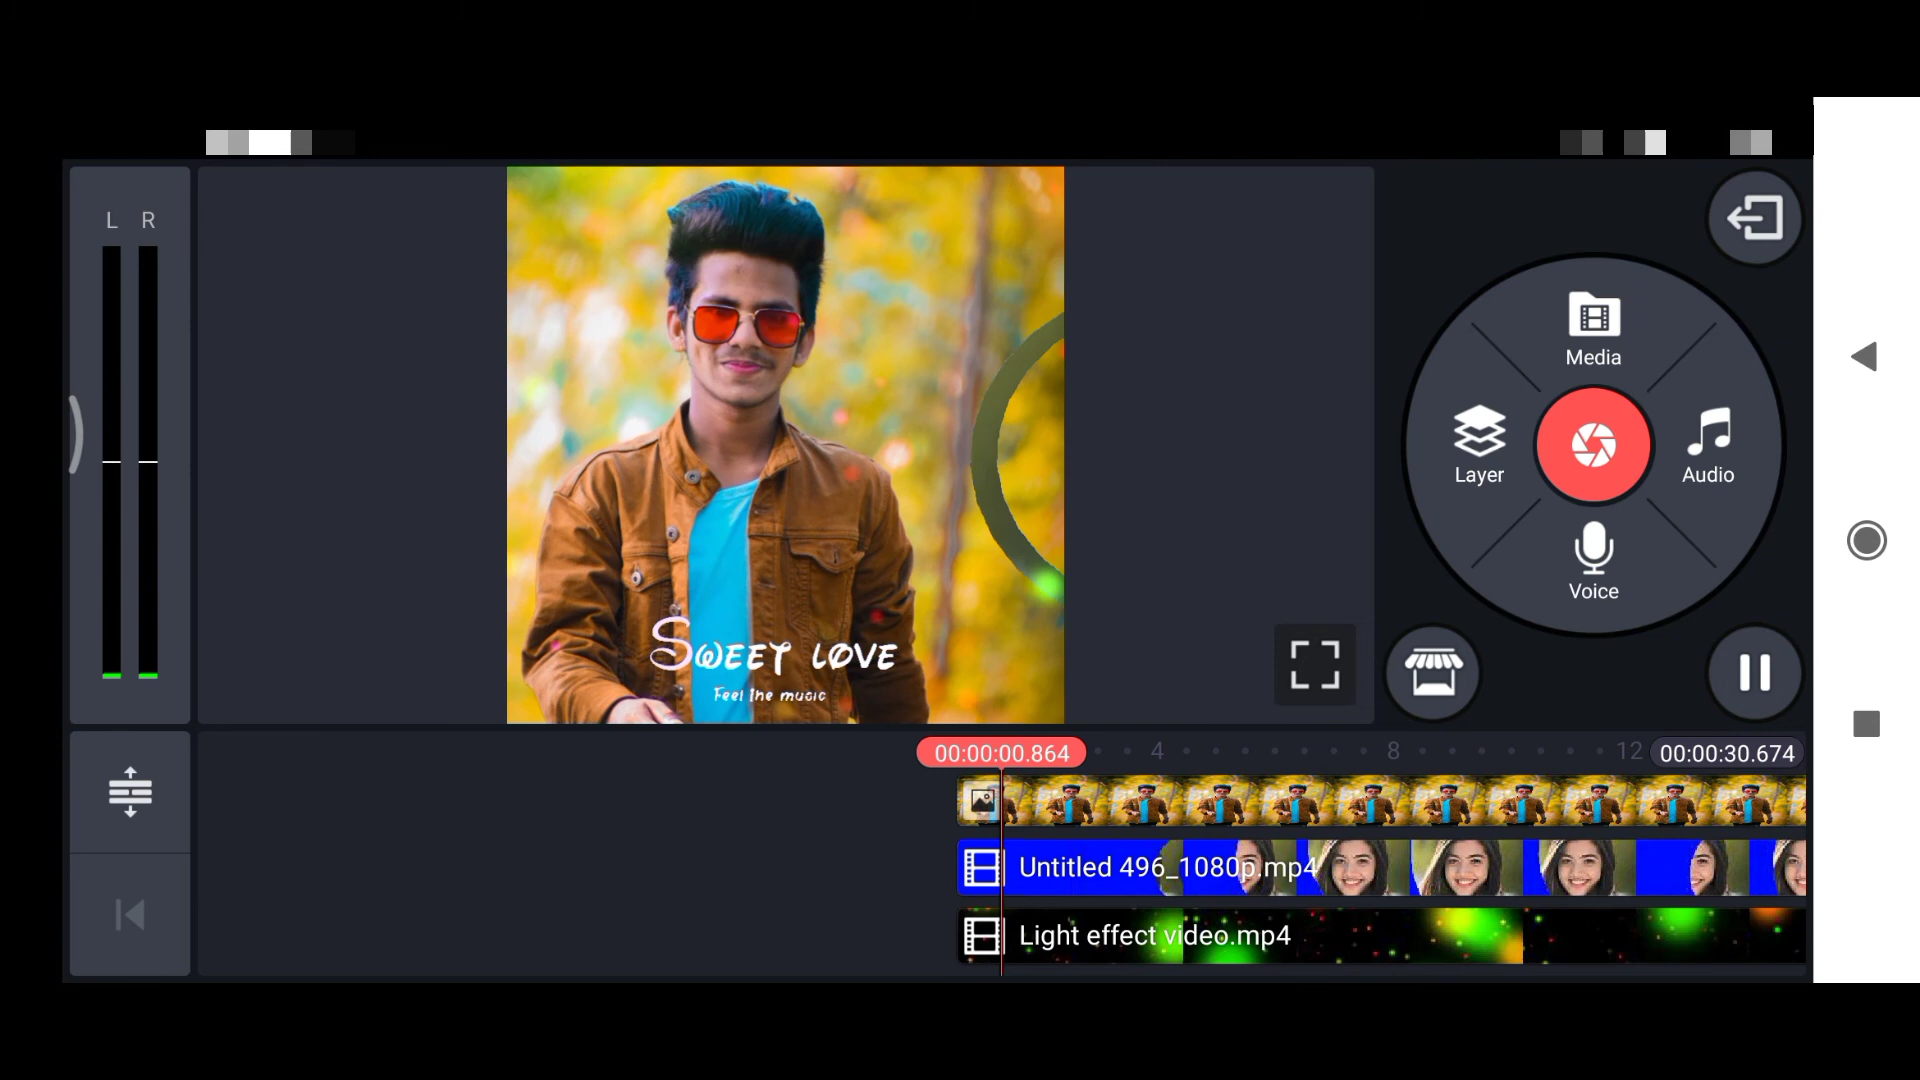 L R
Media
Layer
Audio
Voice
SWEET LOVE
Feel the music
00:00:00.864 4 8 12 00:00:30.674
Untitled 496_1080p.mp4
Light effect video.mp4